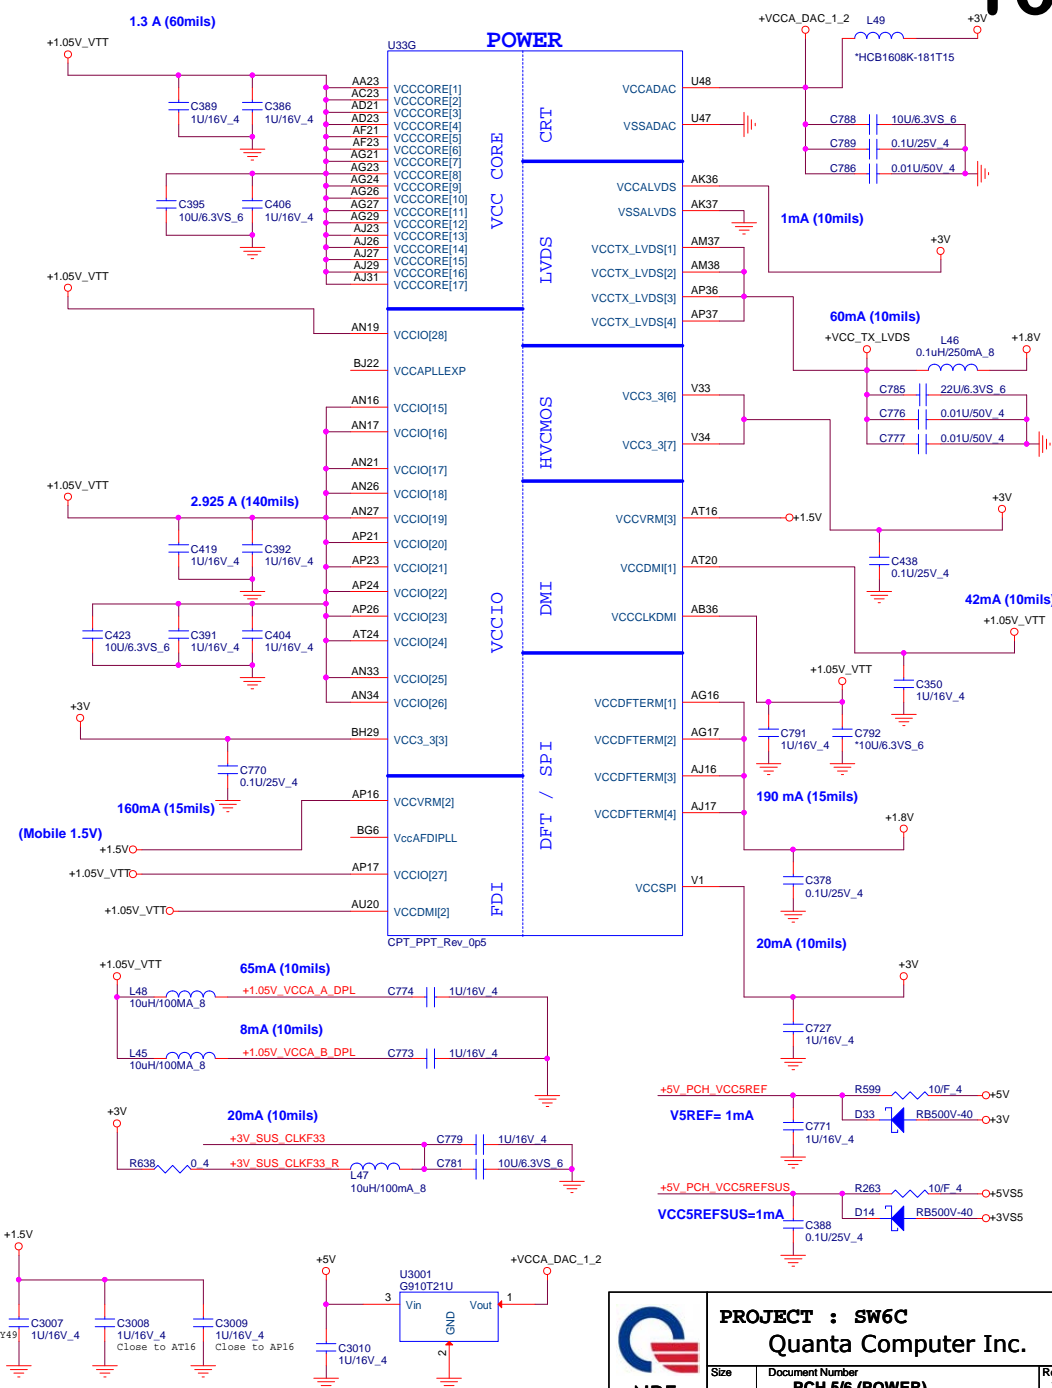 1.3 A (60mils)
+1.05V_VTT
U33G
POWER
+VCCA_DAC_1_2
L49
+3V
*HCB1608K-181T15
C389
1U/16V_4
C386
1U/16V_4
C395
10U/6.3VS_6
C406
1U/16V_4
AA23 VCCCORE[1]
AC23 VCCCORE[2]
AD21 VCCCORE[3]
AD23 VCCCORE[4]
AF21 VCCCORE[5]
AF23 VCCCORE[6]
AG21 VCCCORE[7]
AG23 VCCCORE[8]
AG24 VCCCORE[9]
AG26 VCCCORE[10]
AG27 VCCCORE[11]
AG29 VCCCORE[12]
AJ23 VCCCORE[13]
AJ26 VCCCORE[14]
AJ27 VCCCORE[15]
AJ29 VCCCORE[16]
AJ31 VCCCORE[17]
VCC CORE
CRT
VCCADAC U48
VSSADAC U47
C788 10U/6.3VS_6
C789 0.1U/25V_4
C786 0.01U/50V_4
LVDS
VCCALVDS AK36
VSSALVDS AK37
1mA (10mils)
+3V
VCCTX_LVDS[1] AM37
VCCTX_LVDS[2] AM38
VCCTX_LVDS[3] AP36
VCCTX_LVDS[4] AP37
60mA (10mils)
+VCC_TX_LVDS
L46
0.1uH/250mA_8
+1.8V
C785 22U/6.3VS_6
C776 0.01U/50V_4
C777 0.01U/50V_4
+1.05V_VTT
AN19 VCCIO[28]
BJ22 VCCAPLLEXP
AN16 VCCIO[15]
AN17 VCCIO[16]
AN21 VCCIO[17]
AN26 VCCIO[18]
AN27 VCCIO[19]
AP21 VCCIO[20]
AP23 VCCIO[21]
AP24 VCCIO[22]
AP26 VCCIO[23]
AT24 VCCIO[24]
AN33 VCCIO[25]
AN34 VCCIO[26]
BH29 VCC3_3[3]
VCCIO
+1.05V_VTT
2.925 A (140mils)
C419
1U/16V_4
C392
1U/16V_4
C423
10U/6.3VS_6
C391
1U/16V_4
C404
1U/16V_4
+3V
C770
0.1U/25V_4
HVCMOS
VCC3_3[6] V33
VCC3_3[7] V34
+3V
C438
0.1U/25V_4
DMI
VCCVRM[3] AT16
+1.5V
VCCDMI[1] AT20
VCCCLKDMI AB36
42mA (10mils)
+1.05V_VTT
C350
1U/16V_4
+1.05V_VTT
C791
1U/16V_4
C792
*10U/6.3VS_6
DFT / SPI
VCCDFTERM[1] AG16
VCCDFTERM[2] AG17
VCCDFTERM[3] AJ16
VCCDFTERM[4] AJ17
VCCSPI V1
190 mA (15mils)
+1.8V
C378
0.1U/25V_4
20mA (10mils)
+3V
C727
1U/16V_4
160mA (15mils)
(Mobile 1.5V)
+1.5V
AP16 VCCVRM[2]
BG6 VccAFDIPLL
+1.05V_VTT
AP17 VCCIO[27]
+1.05V_VTT
AU20 VCCDMI[2]
FDI
CPT_PPT_Rev_0p5
+1.05V_VTT
65mA (10mils)
L48
10uH/100MA_8
+1.05V_VCCA_A_DPL
C774 1U/16V_4
8mA (10mils)
L45
10uH/100MA_8
+1.05V_VCCA_B_DPL
C773 1U/16V_4
+3V
20mA (10mils)
+3V_SUS_CLKF33
C779 1U/16V_4
R638 0_4
+3V_SUS_CLKF33_R
L47
10uH/100mA_8
C781 10U/6.3VS_6
+5V_PCH_VCC5REF
V5REF= 1mA
R599 10/F_4
+5V
D33 RB500V-40
+3V
C771
1U/16V_4
+5V_PCH_VCC5REFSUS
VCC5REFSUS=1mA
R263 10/F_4
+5VS5
D14 RB500V-40
+3VS5
C388
0.1U/25V_4
+1.5V
Y49
C3007
1U/16V_4
C3008
1U/16V_4
Close to AT16
C3009
1U/16V_4
Close to AP16
+5V
C3010
1U/16V_4
U3001
G910T21U
3 Vin
Vout 1
GND
2
+VCCA_DAC_1_2
PROJECT : SW6C
Quanta Computer Inc.
Size
Document Number
PCH 5/6 (POWER)